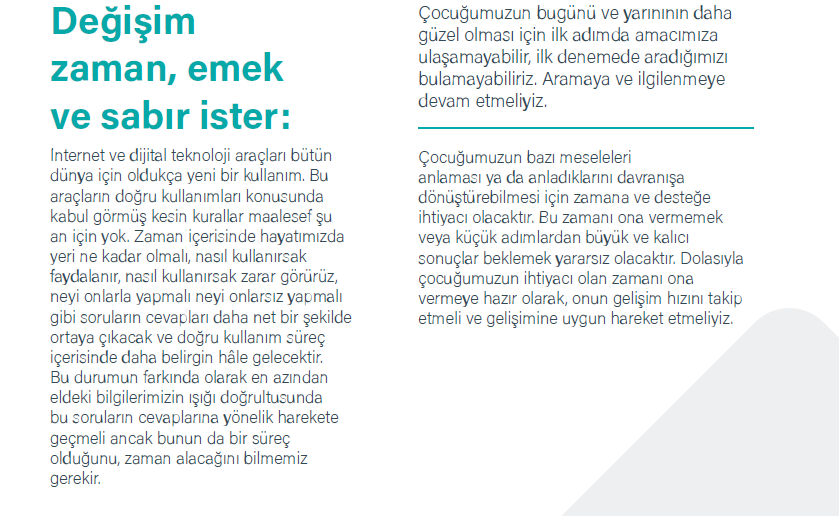 Değişim
zaman, emek
ve sabır ister:
Internet ve dijital teknoloji araçları bütün
dünya için oldukça yeni bir kullanım. Bu
araçların doğru kullanımları konusunda
kabul görmüş kesin kurallar maalesef şu
an için yok. Zaman içerisinde hayatımızda
yeri ne kadar olmalı, nasıl kullanırsak
faydalanır, nasıl kullanırsak zarar görürüz,
neyi onlarla yapmalı neyi onlarsız yapmalı
gibi soruların cevapları daha net bir şekilde
ortaya çıkacak ve doğru kullanım süreç
içerisinde daha belirgin hâle gelecektir.
Bu durumun farkında olarak en azından
eldeki bilgilerimizin ışığı doğrultusunda
bu soruların cevaplarına yönelik harekete
geçmeli ancak bunun da bir süreç
olduğunu, zaman alacağını bilmemiz
gerekir.
Çocuğumuzun bugünü ve yarınının daha
güzel olması için ilk adımda amacımıza
ulaşamayabilir, ilk denemede aradığımızı
bulamayabiliriz. Aramaya ve ilgilenmeye
devam etmeliyiz.
Çocuğumuzun bazı meseleleri
anlaması ya da anladıklarını davranışa
dönüştürebilmesi için zamana ve desteğe
ihtiyacı olacaktır. Bu zamanı ona vermemek
veya küçük adımlardan büyük ve kalıcı
sonuçlar beklemek yararsız olacaktır. Dolasıyla
çocuğumuzun ihtiyacı olan zamanı ona
vermeye hazır olarak, onun gelişim hızını takip
etmeli ve gelişimine uygun hareket etmeliyiz.